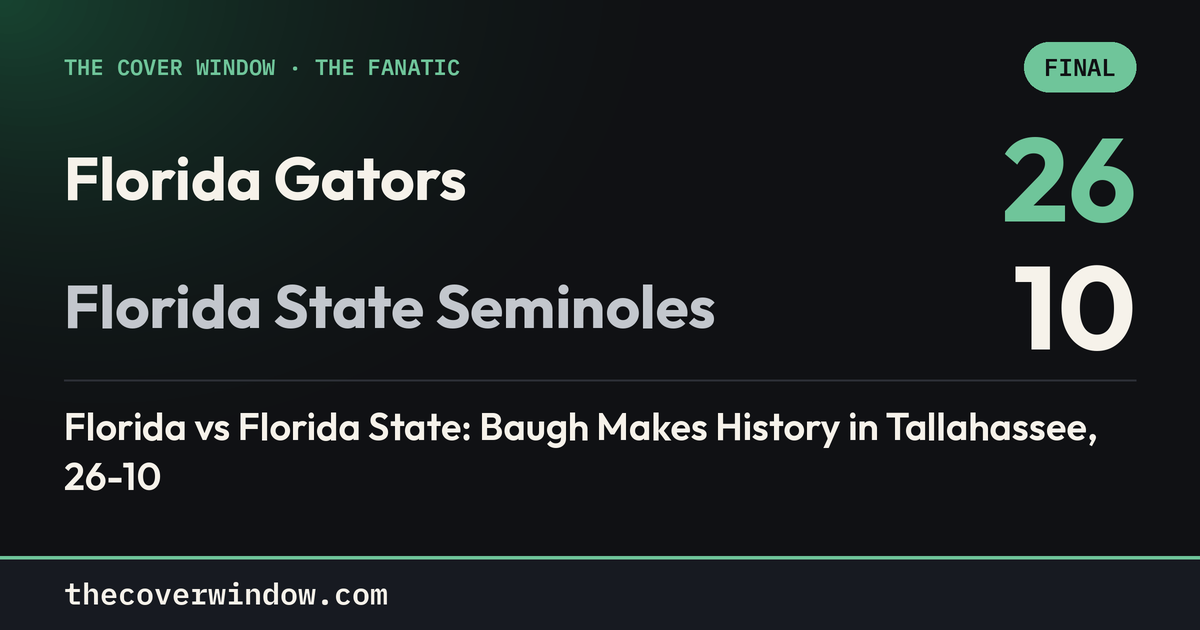 THE COVER WINDOW · THE FANATIC
FINAL
Florida Gators
26
Florida State Seminoles
10
Florida vs Florida State: Baugh Makes History in Tallahassee,
26-10
thecoverwindow.com